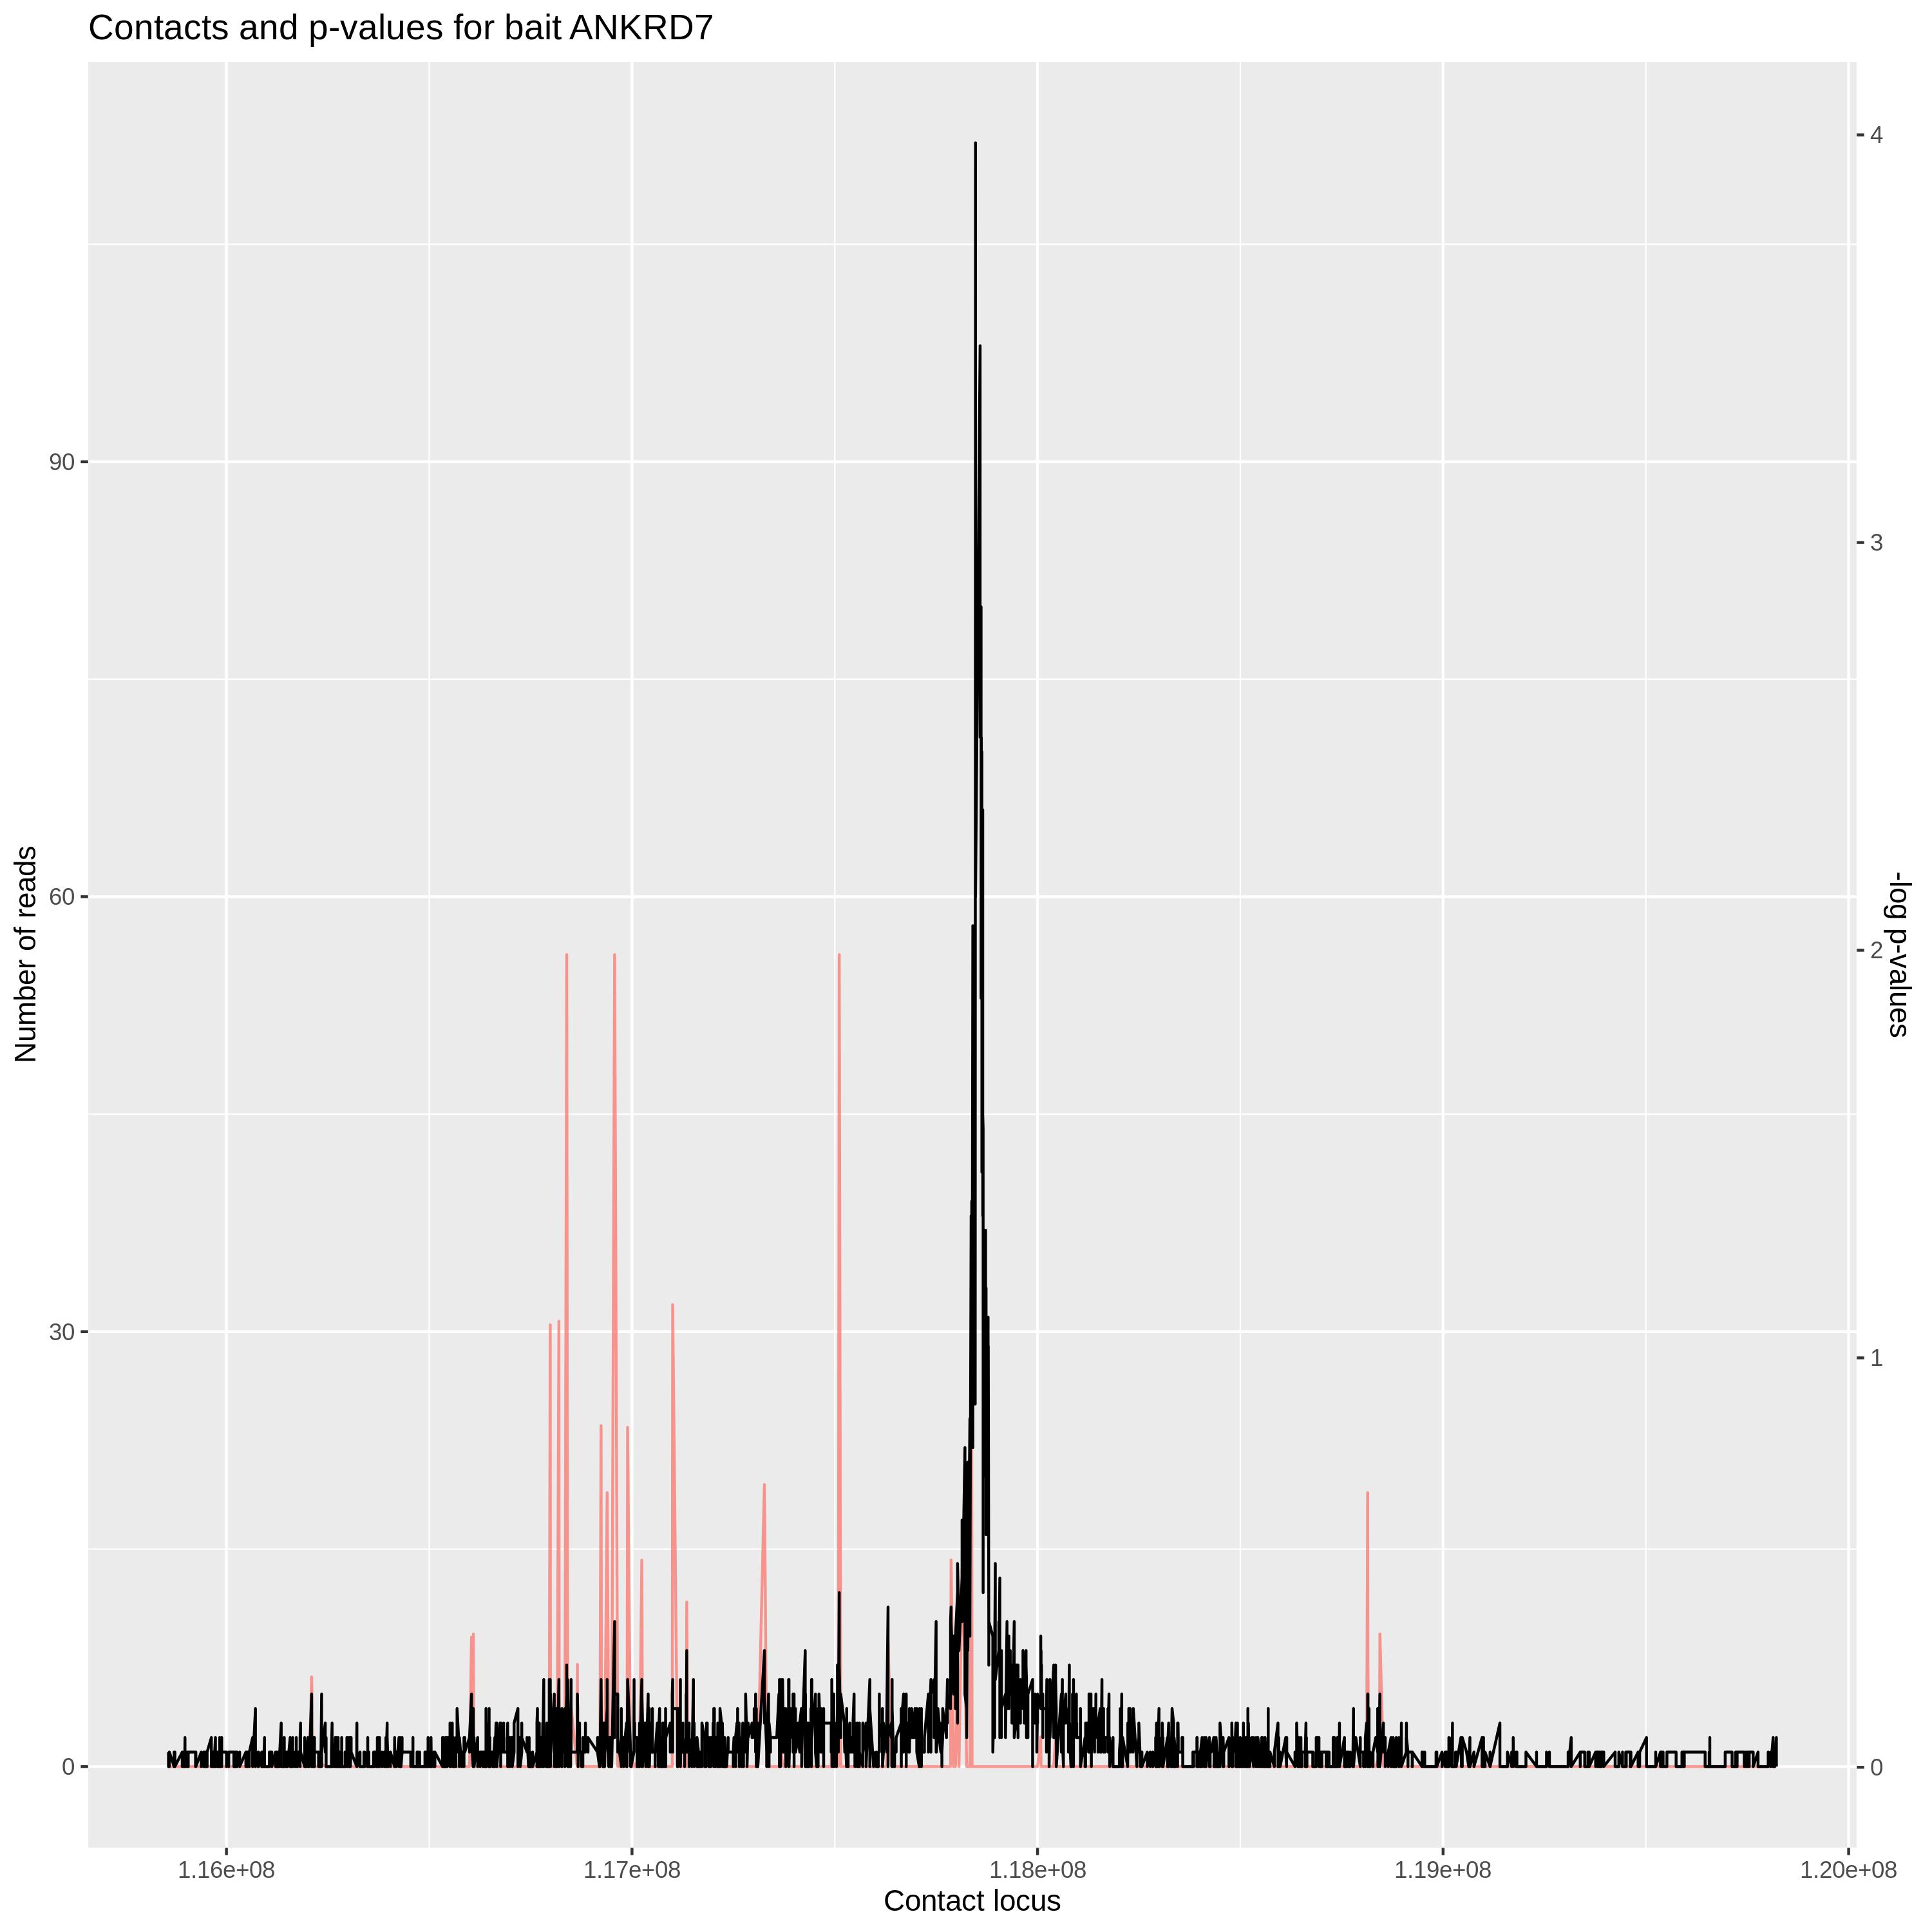 Contacts and p-values for bait ANKRD7
Number of reads
90
60
30
0
4
3
2
1
0
-log p-values
1.16e+08
1.17e+08
1.18e+08
1.19e+08
1.20e+08
Contact locus